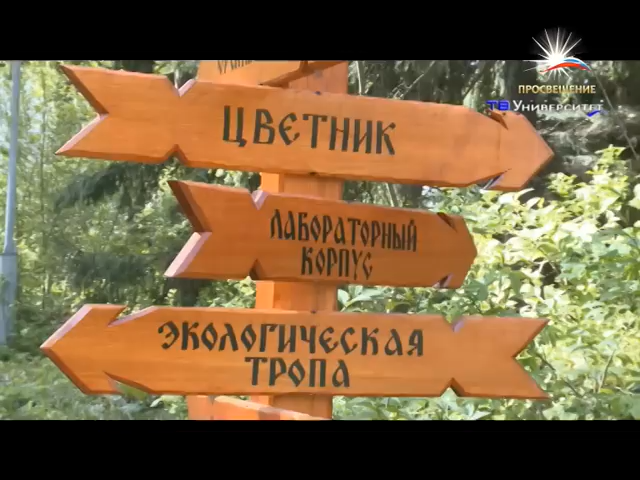 ПРОСВЕЩЕНИЕ
ТВ УНИВЕРСИТЕТ
ЦВЕТНИК
ЛАБОРАТОРНЫЙ
КОРПУС
ЭКОЛОГИЧЕСКАЯ
ТРОПА